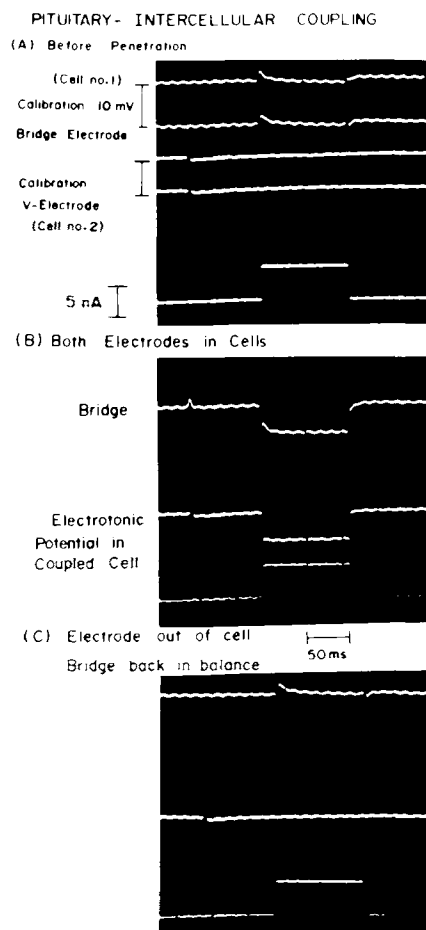 PITUITARY- INTERCELLULAR COUPLING
(A) Before Penetration
(Cell no.1)
Calibration 10 mV
Bridge Electrode
Calibration
V-Electrode
(Cell no.2)
5 nA
(B) Both Electrodes in Cells
Bridge
Electrotonic
Potential in
Coupled Cell
(C) Electrode out of cell
Bridge back in balance
50ms